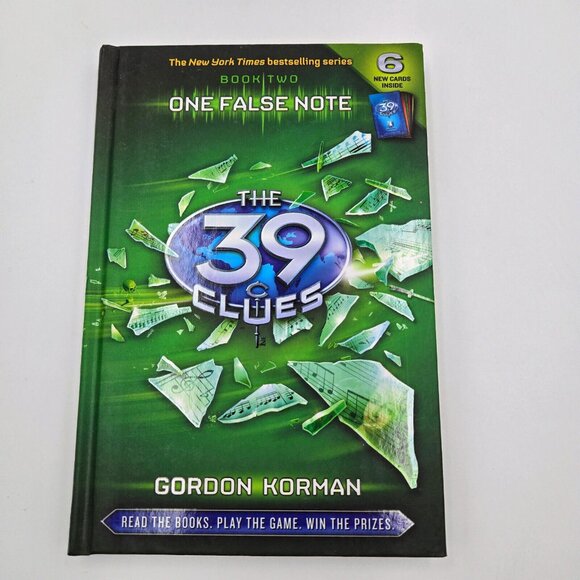 The New York Times bestselling series
BOOK TWO
ONE FALSE NOTE
6
NEW CARDS
INSIDE
39
THE
39
CLUES
GORDON KORMAN
READ THE BOOKS. PLAY THE GAME. WIN THE PRIZES.